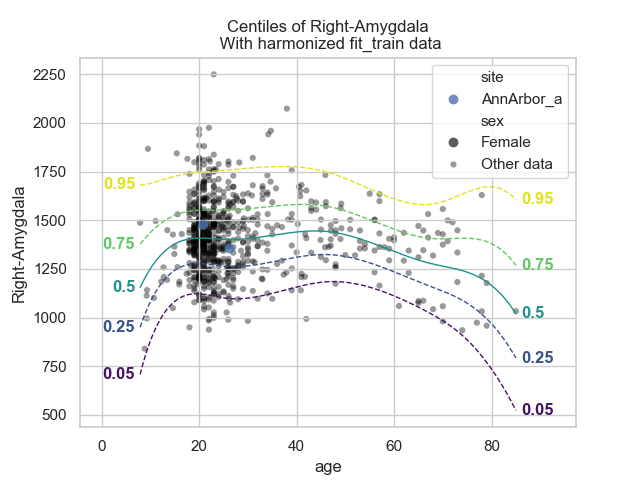 Centiles of Right-Amygdala
With harmonized fit_train data
2250
2000
1750
1500
1250
1000
750
500
Right-Amygdala
0
20
40
60
80
age
site
AnnArbor_a
sex
Female
Other data
0.95
0.75
0.5
0.25
0.05
0.95
0.75
0.5
0.25
0.05